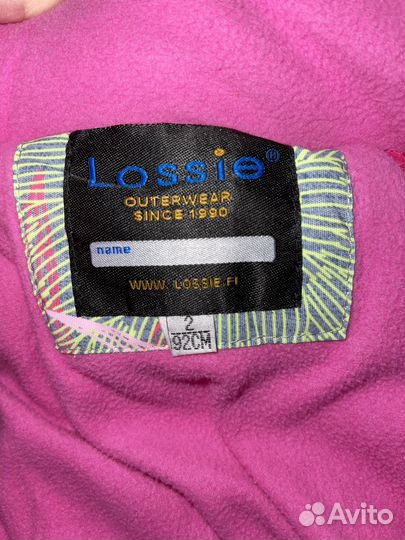 Lossie®
OUTERWEAR
SINCE 1990
name
WWW. LOSSIE.FI
2
92CM
Avito